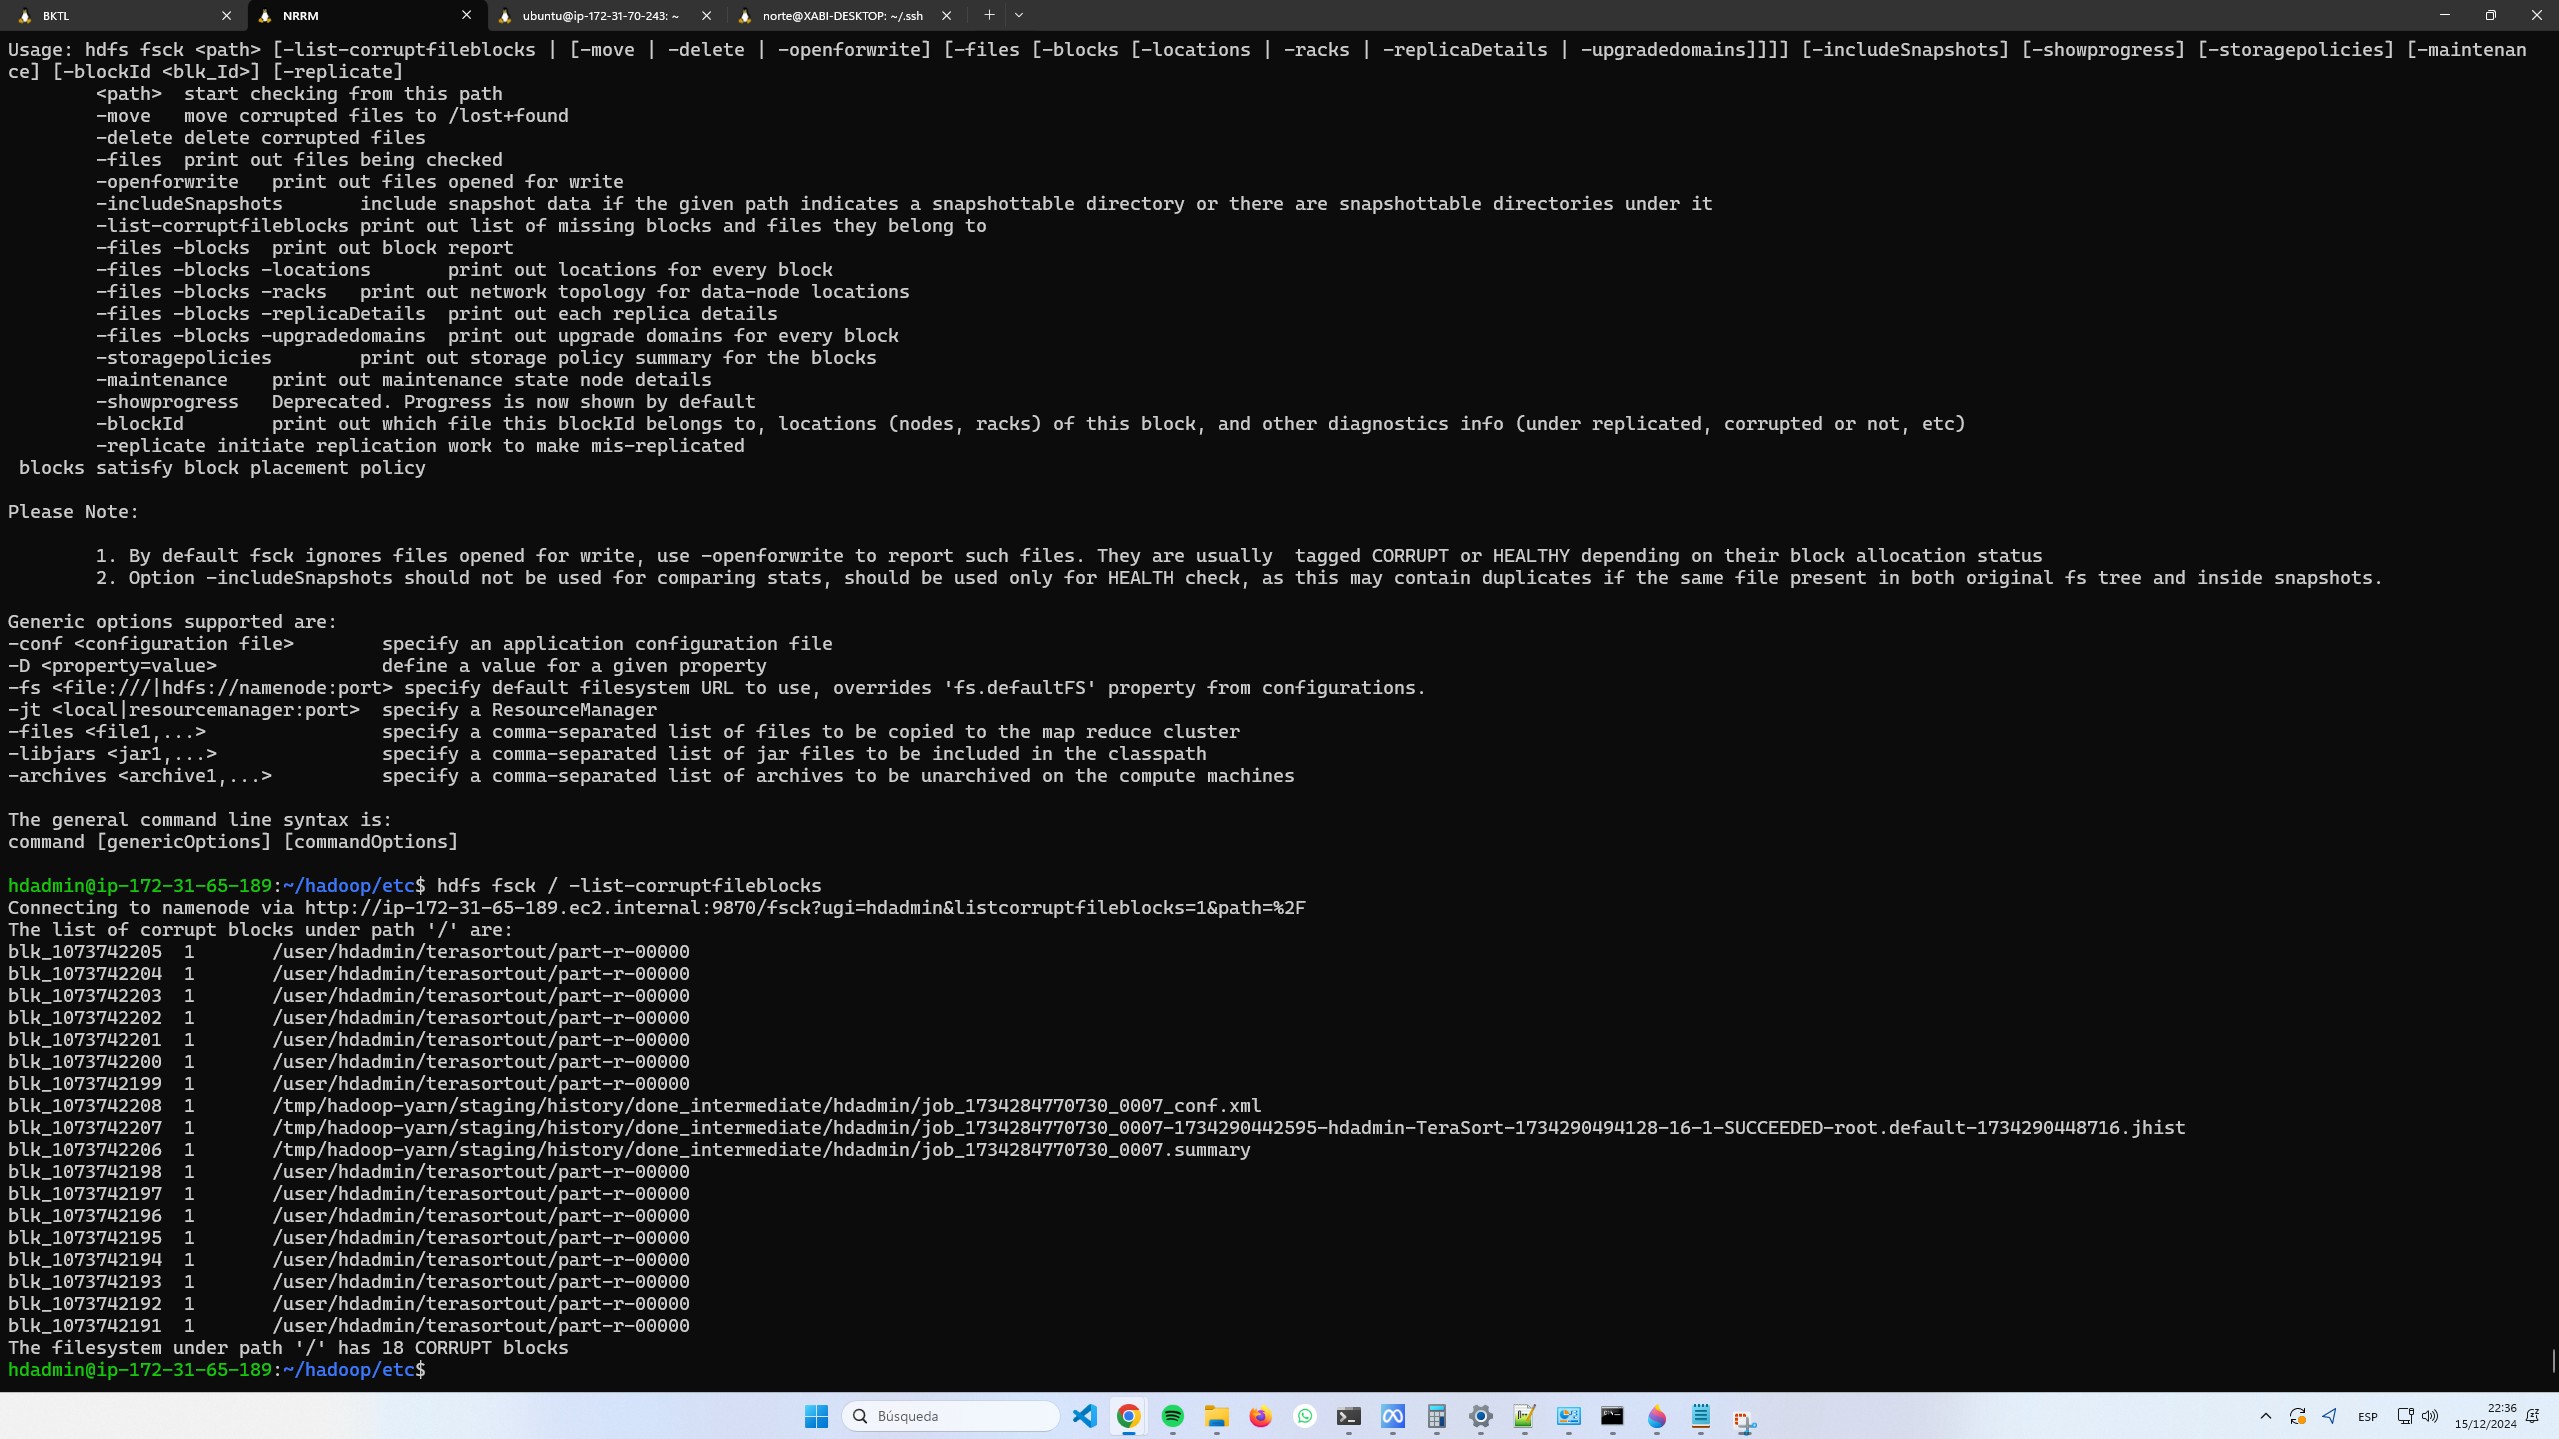 BKTL
NRRM
ubuntu@ip-172-31-70-243: ~
norte@XABI-DESKTOP: ~/.ssh
Usage: hdfs fsck <path> [-list-corruptfileblocks | [-move | -delete | -openforwrite] [-files [-blocks [-locations | -racks | -replicaDetails | -upgradedomains]]]] [-includeSnapshots] [-showprogress] [-storagepolicies] [-maintenan
ce] [-blockId <blk_Id>] [-replicate]
<path>  start checking from this path
-move   move corrupted files to /lost+found
-delete delete corrupted files
-files  print out files being checked
-openforwrite   print out files opened for write
-includeSnapshots       include snapshot data if the given path indicates a snapshottable directory or there are snapshottable directories under it
-list-corruptfileblocks print out list of missing blocks and files they belong to
-files -blocks  print out block report
-files -blocks -locations       print out locations for every block
-files -blocks -racks   print out network topology for data-node locations
-files -blocks -replicaDetails  print out each replica details
-files -blocks -upgradedomains  print out upgrade domains for every block
-storagepolicies        print out storage policy summary for the blocks
-maintenance    print out maintenance state node details
-showprogress   Deprecated. Progress is now shown by default
-blockId        print out which file this blockId belongs to, locations (nodes, racks) of this block, and other diagnostics info (under replicated, corrupted or not, etc)
-replicate initiate replication work to make mis-replicated
blocks satisfy block placement policy
Please Note:
1. By default fsck ignores files opened for write, use -openforwrite to report such files. They are usually  tagged CORRUPT or HEALTHY depending on their block allocation status
2. Option -includeSnapshots should not be used for comparing stats, should be used only for HEALTH check, as this may contain duplicates if the same file present in both original fs tree and inside snapshots.
Generic options supported are:
-conf <configuration file>        specify an application configuration file
-D <property=value>               define a value for a given property
-fs <file:///|hdfs://namenode:port> specify default filesystem URL to use, overrides 'fs.defaultFS' property from configurations.
-jt <local|resourcemanager:port>  specify a ResourceManager
-files <file1,...>                specify a comma-separated list of files to be copied to the map reduce cluster
-libjars <jar1,...>               specify a comma-separated list of jar files to be included in the classpath
-archives <archive1,...>          specify a comma-separated list of archives to be unarchived on the compute machines
The general command line syntax is:
command [genericOptions] [commandOptions]
hdadmin@ip-172-31-65-189:~/hadoop/etc$ hdfs fsck / -list-corruptfileblocks
Connecting to namenode via http://ip-172-31-65-189.ec2.internal:9870/fsck?ugi=hdadmin&listcorruptfileblocks=1&path=%2F
The list of corrupt blocks under path '/' are:
blk_1073742205  1       /user/hdadmin/terasortout/part-r-00000
blk_1073742204  1       /user/hdadmin/terasortout/part-r-00000
blk_1073742203  1       /user/hdadmin/terasortout/part-r-00000
blk_1073742202  1       /user/hdadmin/terasortout/part-r-00000
blk_1073742201  1       /user/hdadmin/terasortout/part-r-00000
blk_1073742200  1       /user/hdadmin/terasortout/part-r-00000
blk_1073742199  1       /user/hdadmin/terasortout/part-r-00000
blk_1073742208  1       /tmp/hadoop-yarn/staging/history/done_intermediate/hdadmin/job_1734284770730_0007_conf.xml
blk_1073742207  1       /tmp/hadoop-yarn/staging/history/done_intermediate/hdadmin/job_1734284770730_0007-1734290442595-hdadmin-TeraSort-1734290494128-16-1-SUCCEEDED-root.default-1734290448716.jhist
blk_1073742206  1       /tmp/hadoop-yarn/staging/history/done_intermediate/hdadmin/job_1734284770730_0007.summary
blk_1073742198  1       /user/hdadmin/terasortout/part-r-00000
blk_1073742197  1       /user/hdadmin/terasortout/part-r-00000
blk_1073742196  1       /user/hdadmin/terasortout/part-r-00000
blk_1073742195  1       /user/hdadmin/terasortout/part-r-00000
blk_1073742194  1       /user/hdadmin/terasortout/part-r-00000
blk_1073742193  1       /user/hdadmin/terasortout/part-r-00000
blk_1073742192  1       /user/hdadmin/terasortout/part-r-00000
blk_1073742191  1       /user/hdadmin/terasortout/part-r-00000
The filesystem under path '/' has 18 CORRUPT blocks
hdadmin@ip-172-31-65-189:~/hadoop/etc$
Búsqueda
ESP
22:36
15/12/2024